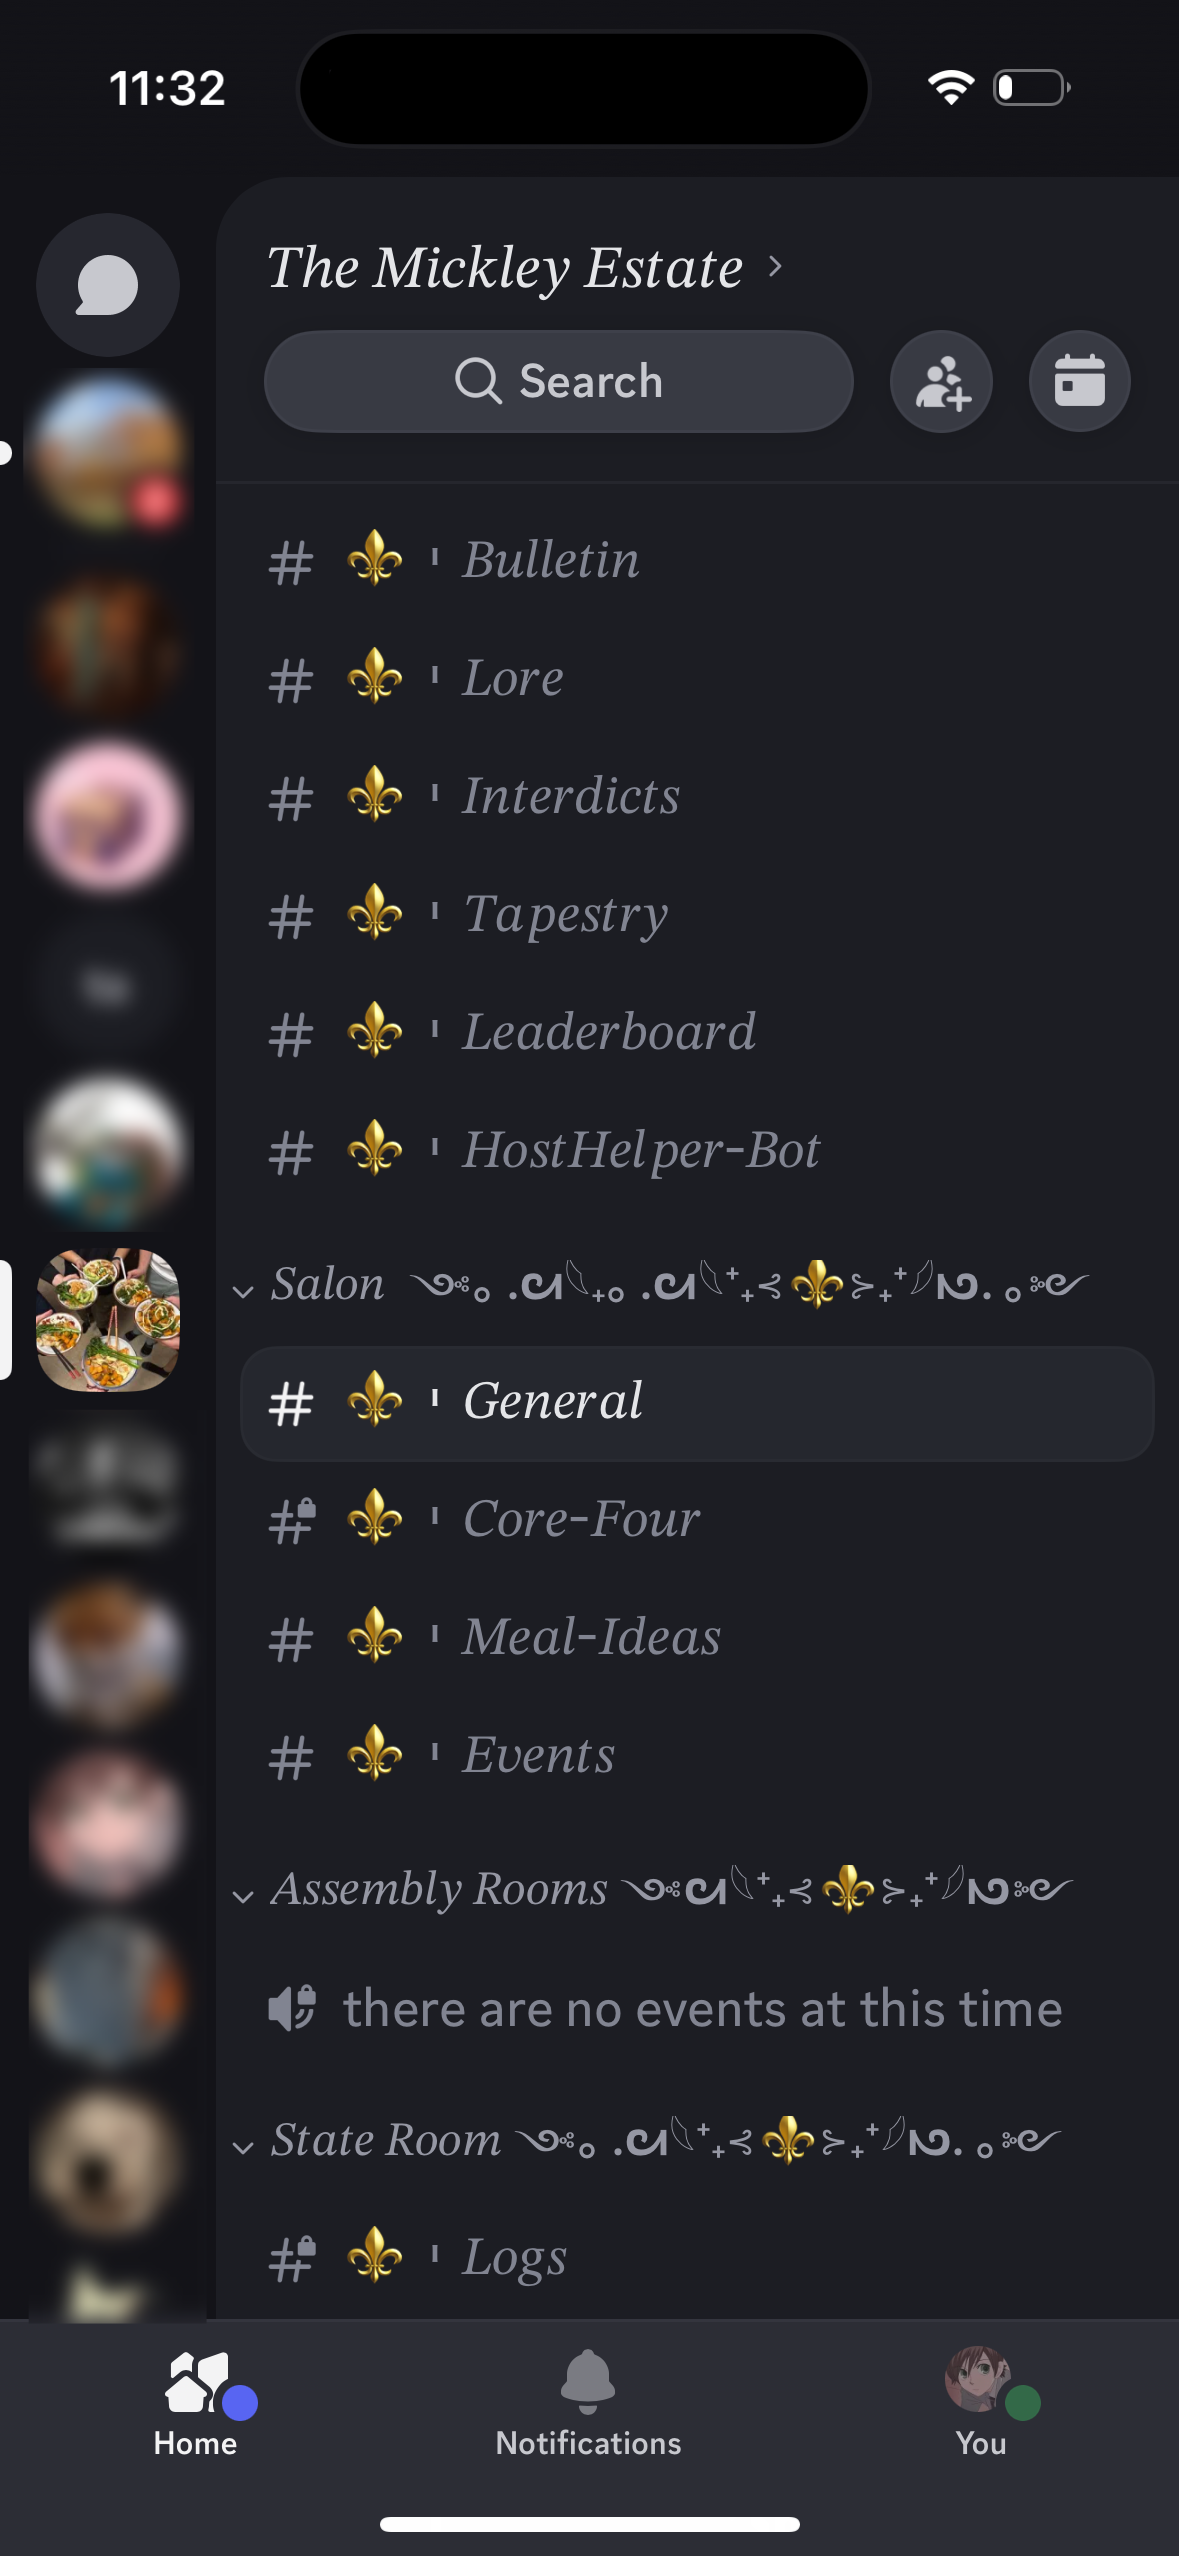 11:32
The Mickley Estate
Search
# ⚜️ ╹ Bulletin
# ⚜️ ╹ Lore
# ⚜️ ╹ Interdicts
# ⚜️ ╹ Tapestry
# ⚜️ ╹ Leaderboard
# ⚜️ ╹ HostHelper-Bot
Salon ༺ 。.ᘓᘔ₊。.ᘓ⁺₊≺⚜️≻₊⁺.。༻
# ⚜️ ╹ General
# ⚜️ ╹ Core-Four
# ⚜️ ╹ Meal-Ideas
# ⚜️ ╹ Events
Assembly Rooms
there are no events at this time
State Room
# ⚜️ ╹ Logs
Home
Notifications
You